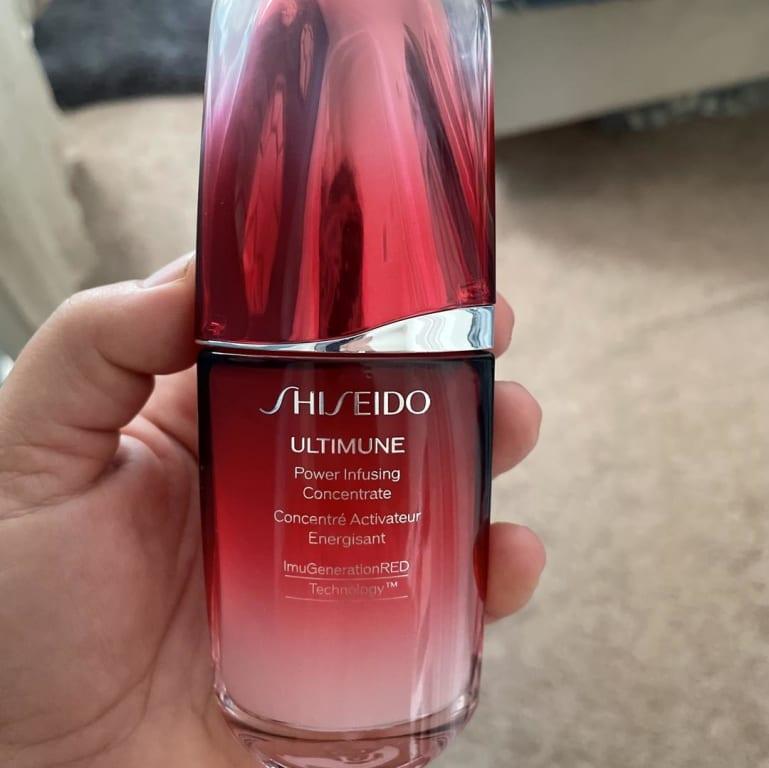 SHISEIDO
ULTIMUNE
Power Infusing
Concentrate
Concentré Activateur
Energisant
ImuGenerationRED
Technology™